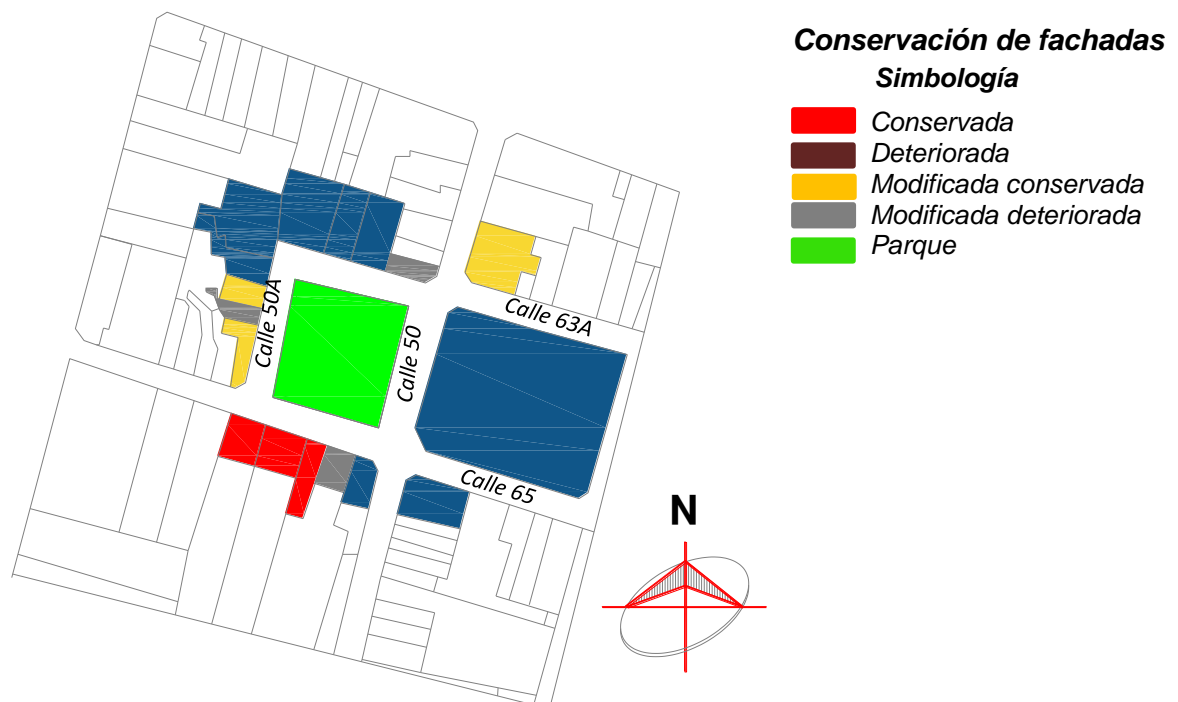 Conservación de fachadas
Simbología
Conservada
Deteriorada
Modificada conservada
Modificada deteriorada
Parque
Calle 50A
Calle 50
Calle 63A
Calle 65
N